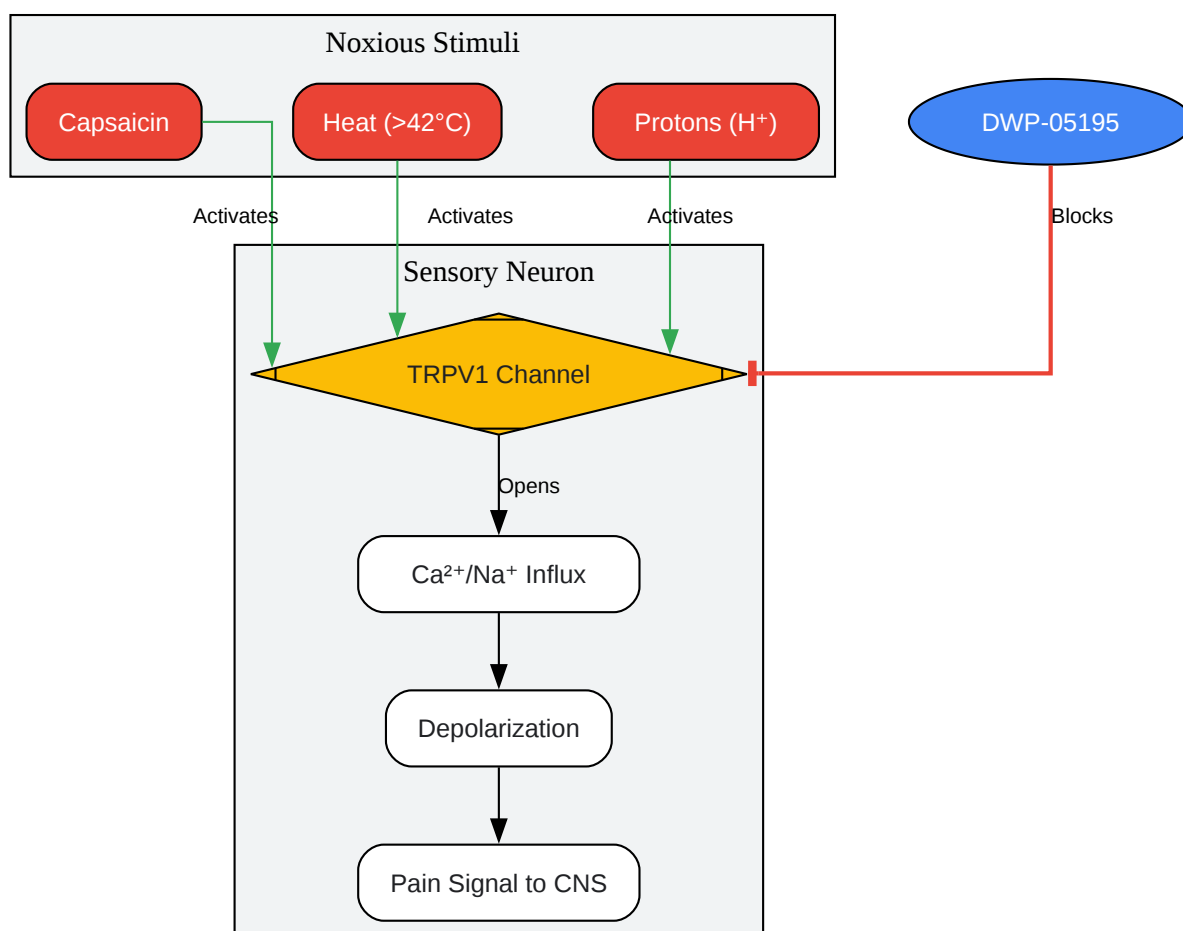 Noxious Stimuli
Capsaicin
Heat (>42°C)
Protons (H⁺)
DWP-05195
Activates
Activates
Activates
Blocks
Sensory Neuron
TRPV1 Channel
Opens
Ca²⁺/Na⁺ Influx
Depolarization
Pain Signal to CNS